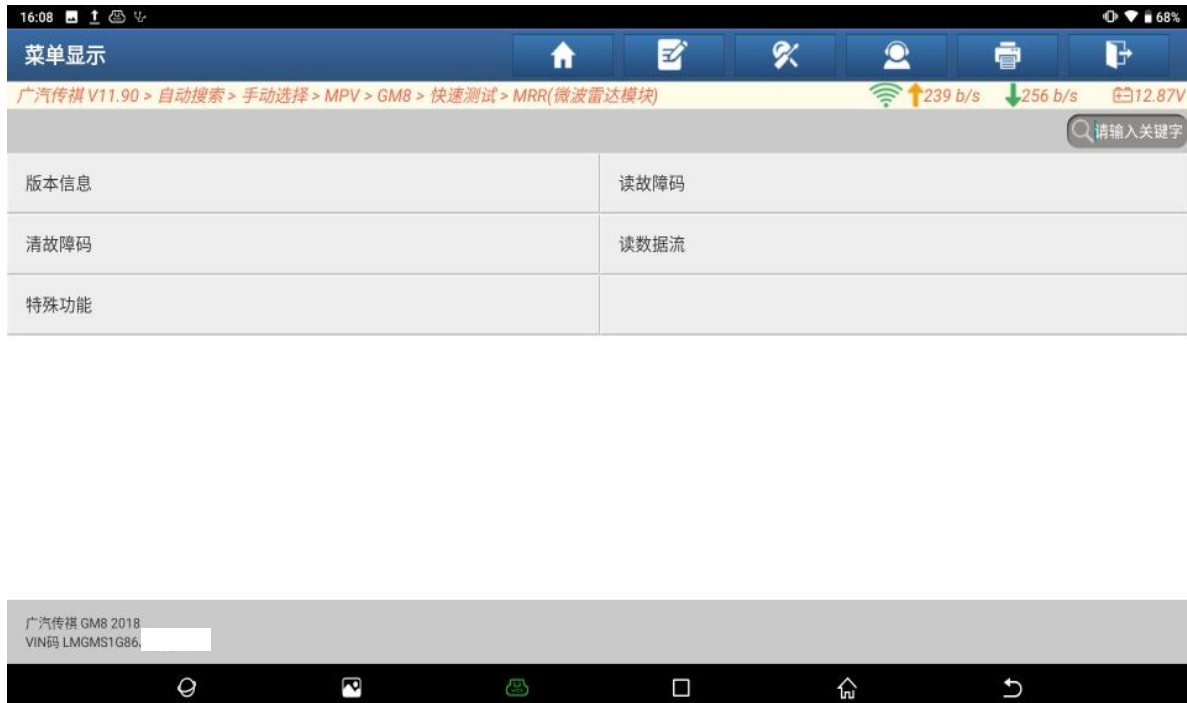 16:08 68%
菜单显示
广汽传祺 V11.90 > 自动搜索 > 手动选择 > MPV > GM8 > 快速测试 > MRR(微波雷达模块) 239 b/s 256 b/s 12.87V
请输入关键字
版本信息 读故障码
清故障码 读数据流
特殊功能
广汽传祺 GM8 2018
VIN码 LMGMS1G86